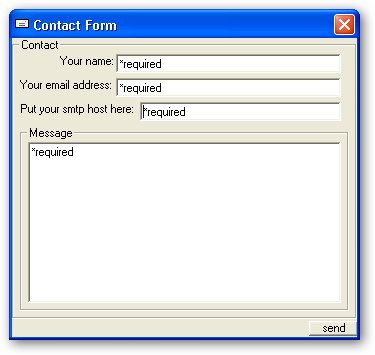 Contact Form
Contact
Your name: *required
Your email address: *required
Put your smtp host here: *required
Message
*required
send